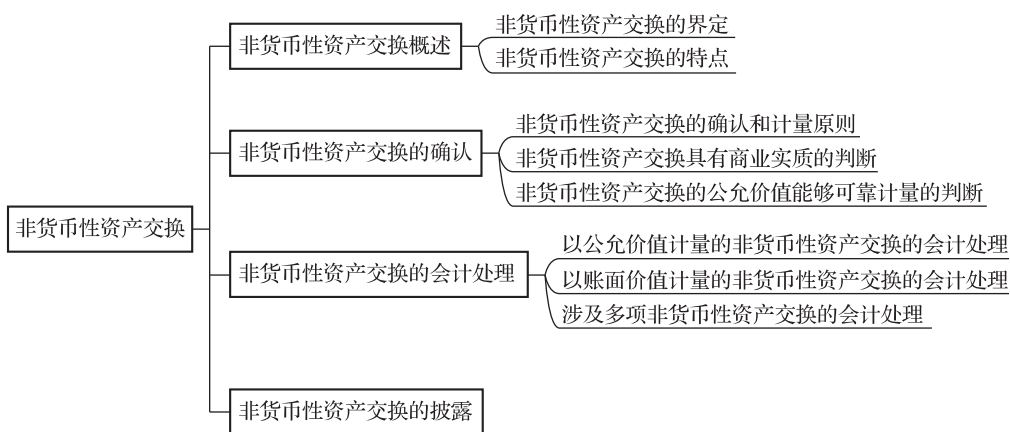 非货币性资产交换
非货币性资产交换概述
非货币性资产交换的界定
非货币性资产交换的特点
非货币性资产交换的确认
非货币性资产交换的确认和计量原则
非货币性资产交换具有商业实质的判断
非货币性资产交换的公允价值能够可靠计量的判断
非货币性资产交换的会计处理
以公允价值计量的非货币性资产交换的会计处理
以账面价值计量的非货币性资产交换的会计处理
涉及多项非货币性资产交换的会计处理
非货币性资产交换的披露